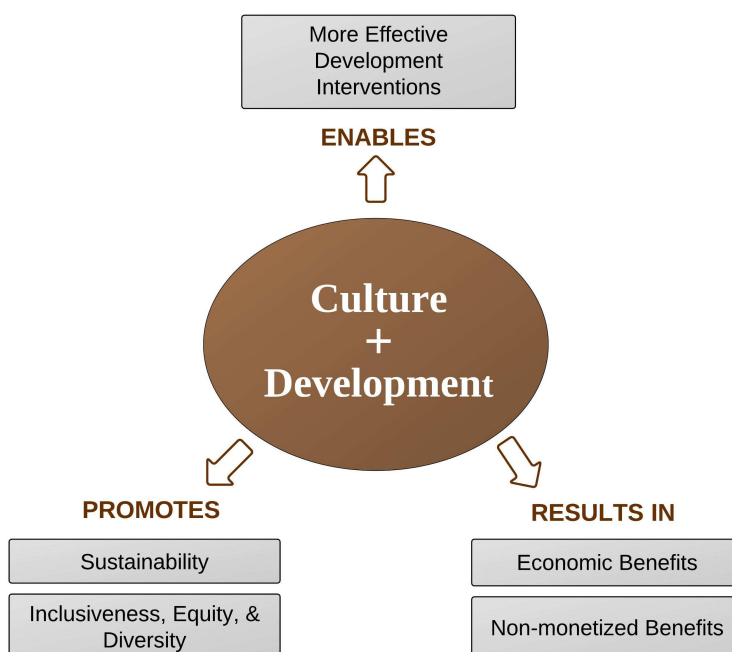 More Effective
Development
Interventions
ENABLES
Culture
+
Development
PROMOTES
Sustainability
Inclusiveness, Equity, &
Diversity
RESULTS IN
Economic Benefits
Non-monetized Benefits